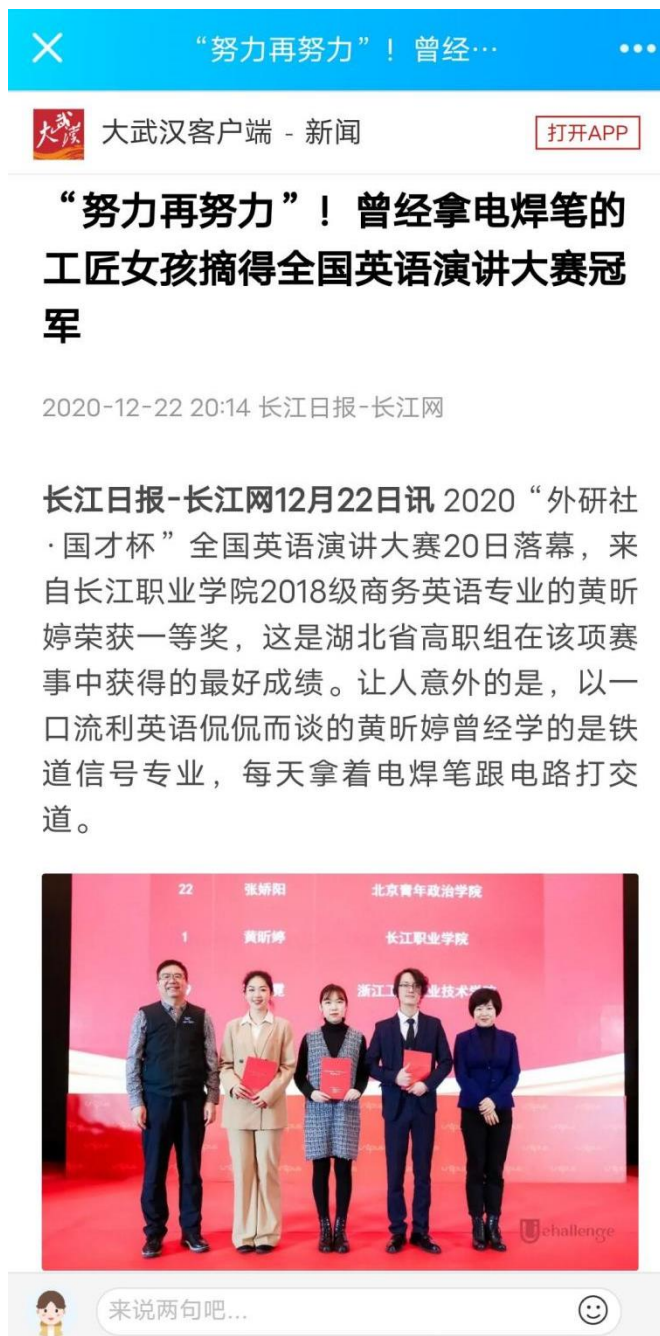 “努力再努力”！曾经…
大武汉客户端 - 新闻
打开APP
“努力再努力”！曾经拿电焊笔的
工匠女孩摘得全国英语演讲大赛冠
军
2020-12-22 20:14 长江日报-长江网
长江日报-长江网12月22日讯 2020“外研社
·国才杯”全国英语演讲大赛20日落幕，来
自长江职业学院2018级商务英语专业的黄昕
婷荣获一等奖，这是湖北省高职组在该项赛
事中获得的最好成绩。让人意外的是，以一
口流利英语侃侃而谈的黄昕婷曾经学的是铁
道信号专业，每天拿着电焊笔跟电路打交
道。
22 张娇阳 北京青年政治学院
1 黄昕婷 长江职业学院
浙江工
Uchallenge
来说两句吧...